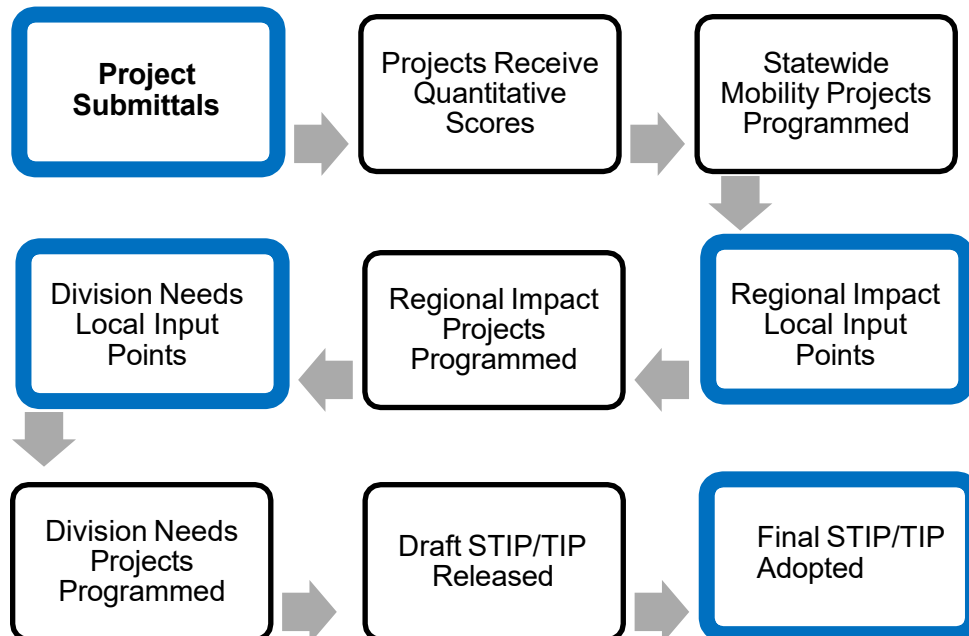 Project
Submittals
Projects Receive
Quantitative
Scores
Statewide
Mobility Projects
Programmed
Regional Impact
Local Input
Points
Regional Impact
Projects
Programmed
Division Needs
Local Input
Points
Division Needs
Projects
Programmed
Draft STIP/TIP
Released
Final STIP/TIP
Adopted